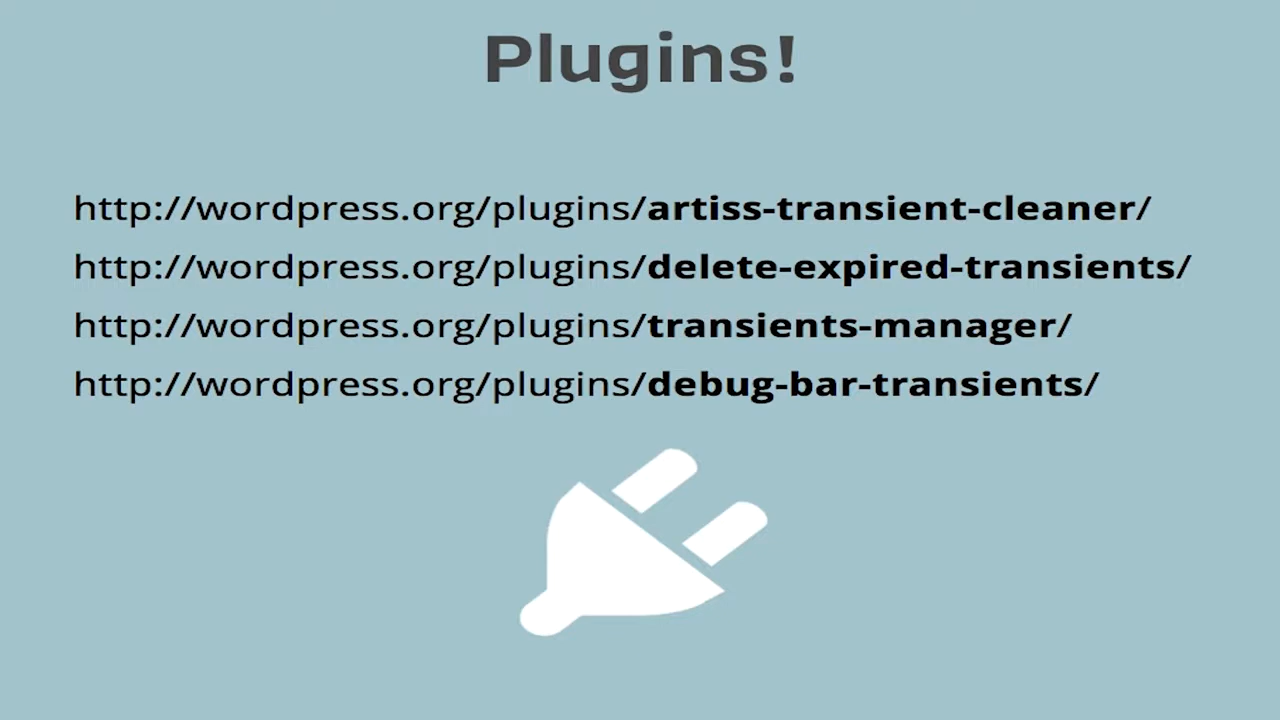 Plugins!
http://wordpress.org/plugins/artiss-transient-cleaner/
http://wordpress.org/plugins/delete-expired-transients/
http://wordpress.org/plugins/transients-manager/
http://wordpress.org/plugins/debug-bar-transients/